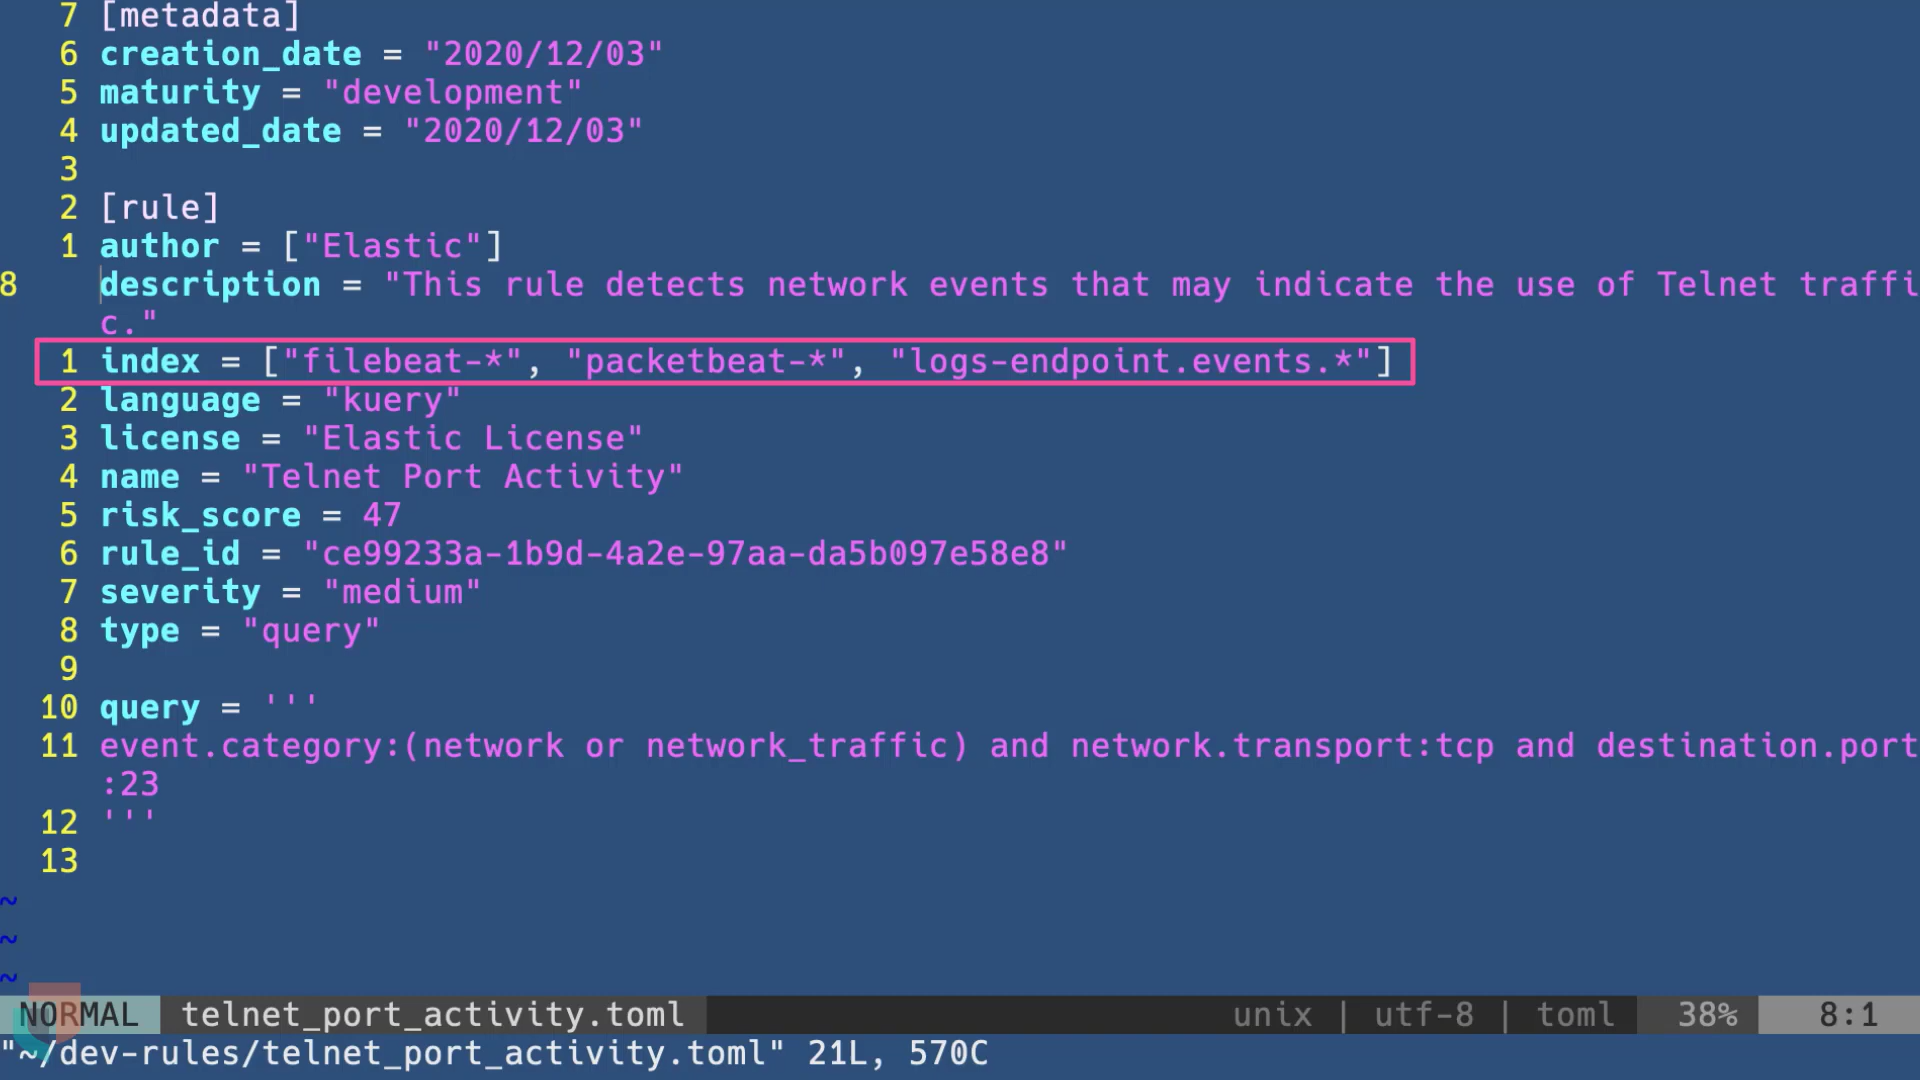 7 [metadata]
6 creation_date = "2020/12/03"
5 maturity = "development"
4 updated_date = "2020/12/03"
3
2 [rule]
1 author = ["Elastic"]
8 description = "This rule detects network events that may indicate the use of Telnet traffi
c."
1 index = ["filebeat-*", "packetbeat-*", "logs-endpoint.events.*"]
2 language = "kuery"
3 license = "Elastic License"
4 name = "Telnet Port Activity"
5 risk_score = 47
6 rule_id = "ce99233a-1b9d-4a2e-97aa-da5b097e58e8"
7 severity = "medium"
8 type = "query"
9
10 query = '''
11 event.category:(network or network_traffic) and network.transport:tcp and destination.port
:23
12 '''
13
~
~
~
NORMAL telnet_port_activity.toml unix | utf-8 | toml 38% 8:1
"~/dev-rules/telnet_port_activity.toml" 21L, 570C